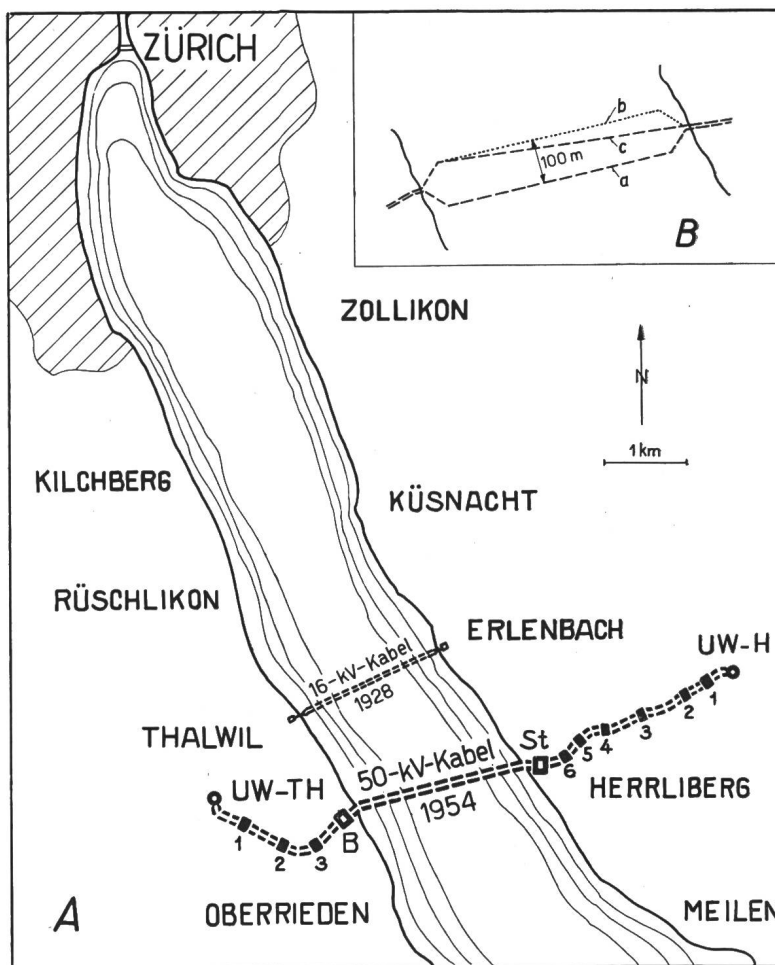 ZÜRICH
b
c
100 m
a
B
ZOLLIKON
N
1 km
KILCHBERG
KÜSNACHT
RÜSCHLIKON
ERLENBACH
UW-H
16-kV-Kabel
1928
1
2
3
4
5
6
St
THALWIL
50-kV-Kabel
1954
HERRLIBERG
UW-TH
1
2
3
B
A
OBERRIEDEN
MEILEN